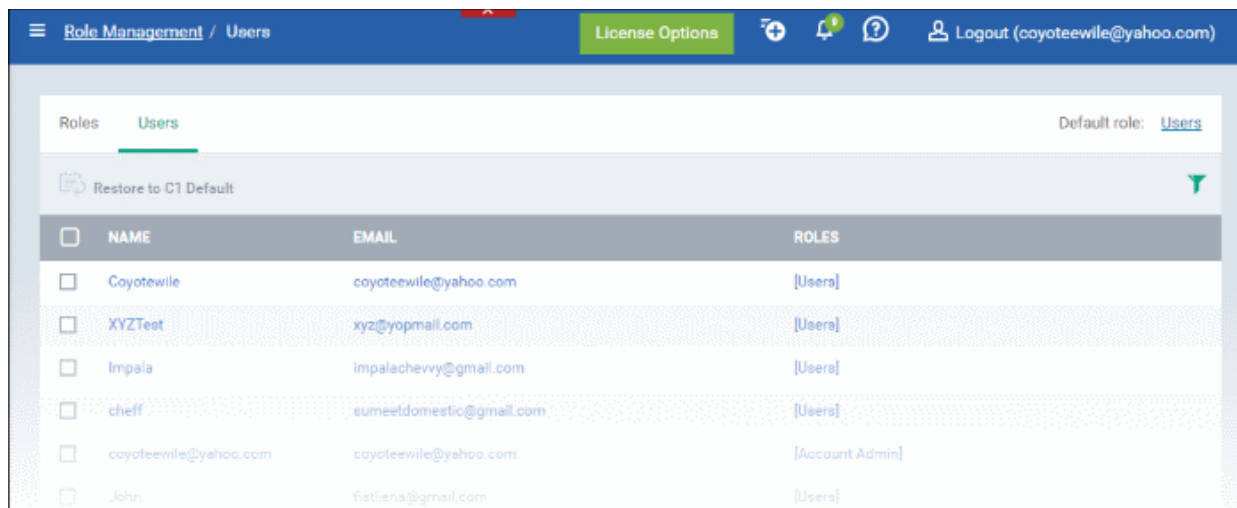 Role Management / Users License Options 9 Logout (coyoteewile@yahoo.com)
Roles Users Default role: Users
Restore to C1 Default
NAME EMAIL ROLES
Coyotewile coyoteewile@yahoo.com [Users]
XYZTest xyz@yopmail.com [Users]
Impala impalachevvy@gmail.com [Users]
cheff sumeetdomestic@gmail.com [Users]
coyoteewile@yahoo.com coyoteewile@yahoo.com [Account Admin]
John [Users]